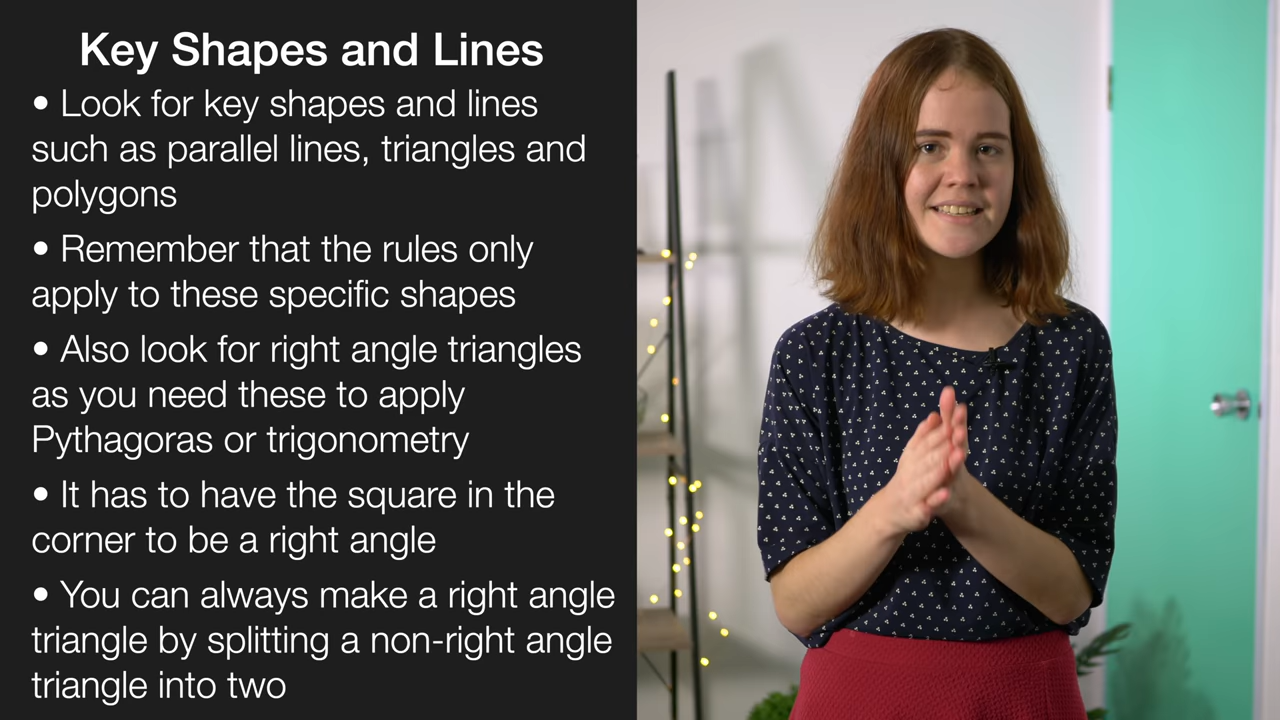 Key Shapes and Lines
• Look for key shapes and lines
such as parallel lines, triangles and
polygons
• Remember that the rules only
apply to these specific shapes
• Also look for right angle triangles
as you need these to apply
Pythagoras or trigonometry
• It has to have the square in the
corner to be a right angle
• You can always make a right angle
triangle by splitting a non-right angle
triangle into two